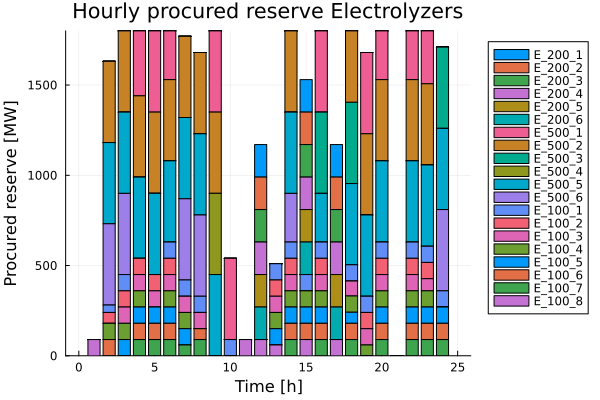 Hourly procured reserve Electrolyzers
Procured reserve [MW]
1500
1000
500
0
0 5 10 15 20 25
Time [h]
E_200_1
E_200_2
E_200_3
E_200_4
E_200_5
E_200_6
E_500_1
E_500_2
E_500_3
E_500_4
E_500_5
E_500_6
E_100_1
E_100_2
E_100_3
E_100_4
E_100_5
E_100_6
E_100_7
E_100_8